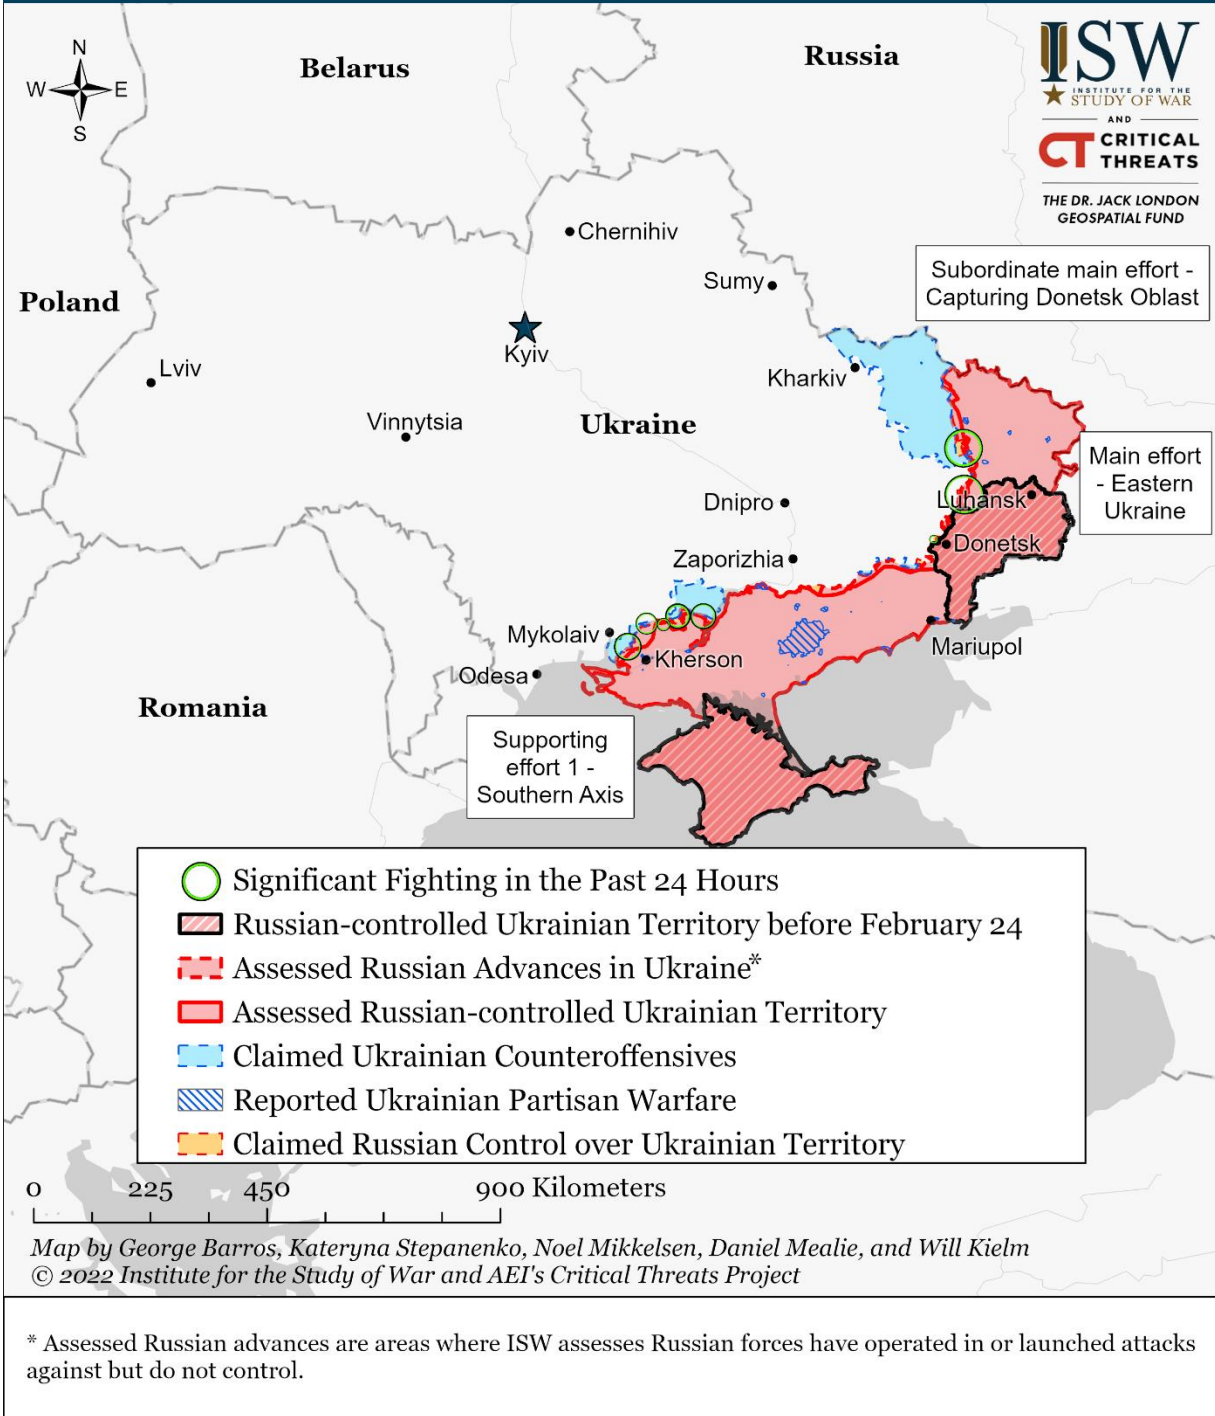 N
W E
S
Belarus
Russia
ISW
INSTITUTE FOR THE
STUDY OF WAR
AND
CT CRITICAL
THREATS
THE DR. JACK LONDON
GEOSPATIAL FUND
Chernihiv
Subordinate main effort -
Capturing Donetsk Oblast
Sumy
Poland
Kyiv
Lviv
Kharkiv
Vinnytsia
Ukraine
Main effort
- Eastern
Ukraine
Dnipro
Luhansk
Donetsk
Zaporizhia
Mykolaiv
Kherson
Mariupol
Odesa
Romania
Supporting
effort 1 -
Southern Axis
Significant Fighting in the Past 24 Hours
Russian-controlled Ukrainian Territory before February 24
Assessed Russian Advances in Ukraine*
Assessed Russian-controlled Ukrainian Territory
Claimed Ukrainian Counteroffensives
Reported Ukrainian Partisan Warfare
Claimed Russian Control over Ukrainian Territory
0 225 450 900 Kilometers
Map by George Barros, Kateryna Stepanenko, Noel Mikkelsen, Daniel Mealie, and Will Kielm
© 2022 Institute for the Study of War and AEI's Critical Threats Project
* Assessed Russian advances are areas where ISW assesses Russian forces have operated in or launched attacks
against but do not control.